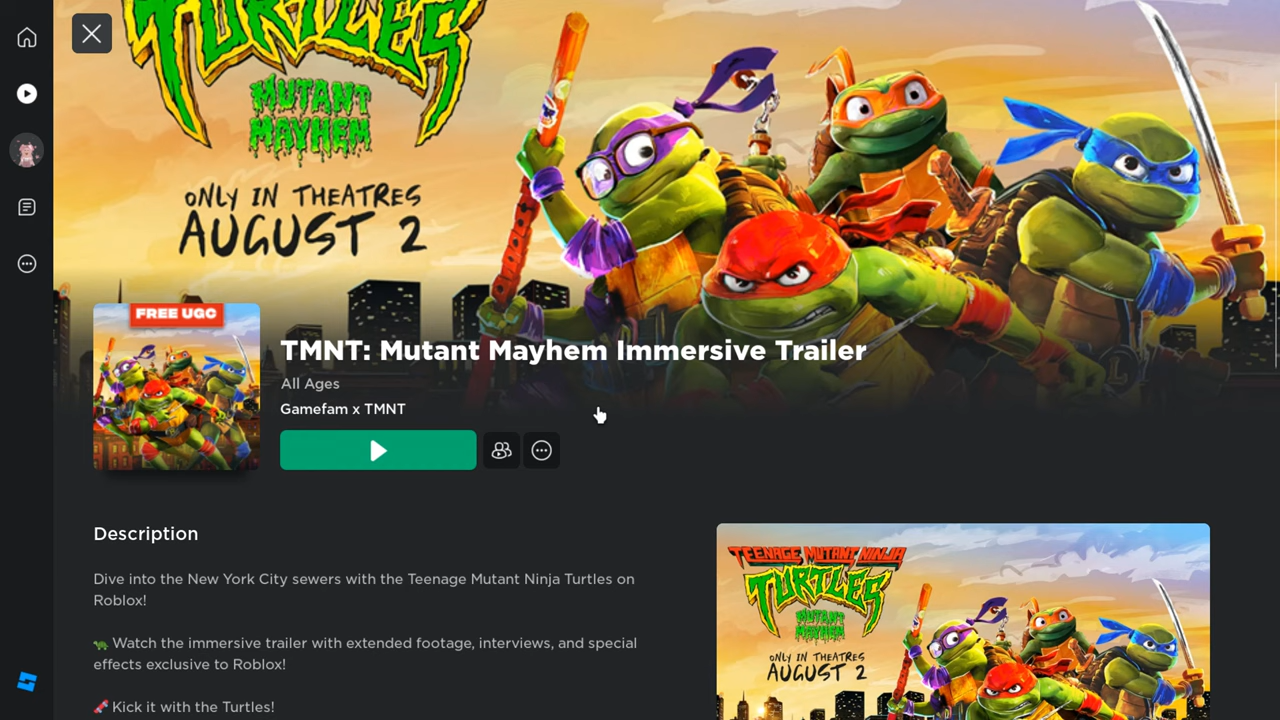 TURTLES
MUTANT
MAYHEM
ONLY IN THEATRES
AUGUST 2
FREE UGC
TMNT: Mutant Mayhem Immersive Trailer
All Ages
Gamefam x TMNT
Description
Dive into the New York City sewers with the Teenage Mutant Ninja Turtles on
Roblox!
🐢 Watch the immersive trailer with extended footage, interviews, and special
effects exclusive to Roblox!
Kick it with the Turtles!
TEENAGE MUTANT NINJA
TURTLES
MUTANT
MAYHEM
ONLY IN THEATRES
AUGUST 2
L